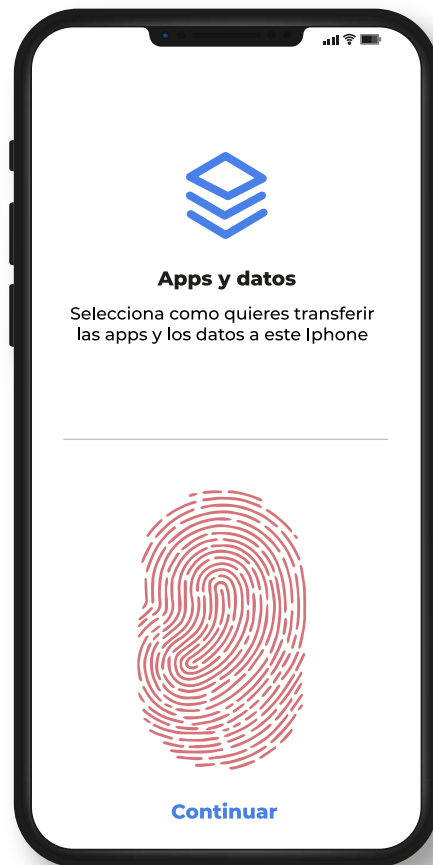 Apps y datos
Selecciona como quieres transferir
las apps y los datos a este Iphone
Continuar